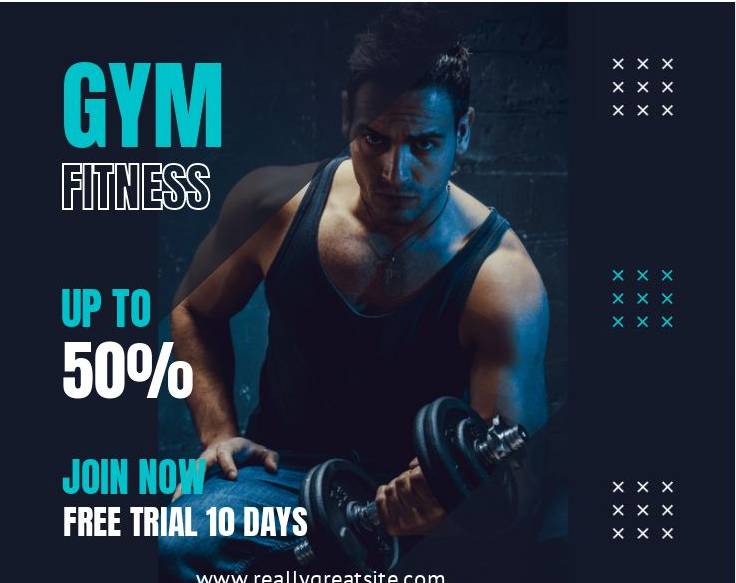 GYM
FITNESS
UP TO
50%
JOIN NOW
FREE TRIAL 10 DAYS
www.reallygreatsite.com